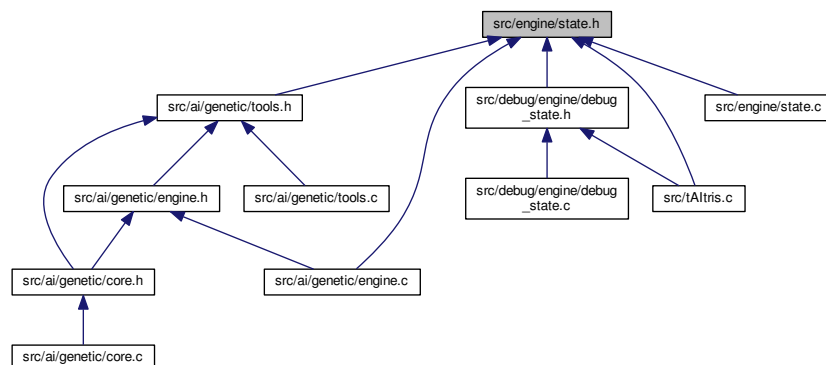 src/engine/state.h
src/ai/genetic/tools.h
src/debug/engine/debug
_state.h
src/engine/state.c
src/ai/genetic/engine.h
src/ai/genetic/tools.c
src/debug/engine/debug
_state.c
src/tAItris.c
src/ai/genetic/core.h
src/ai/genetic/engine.c
src/ai/genetic/core.c